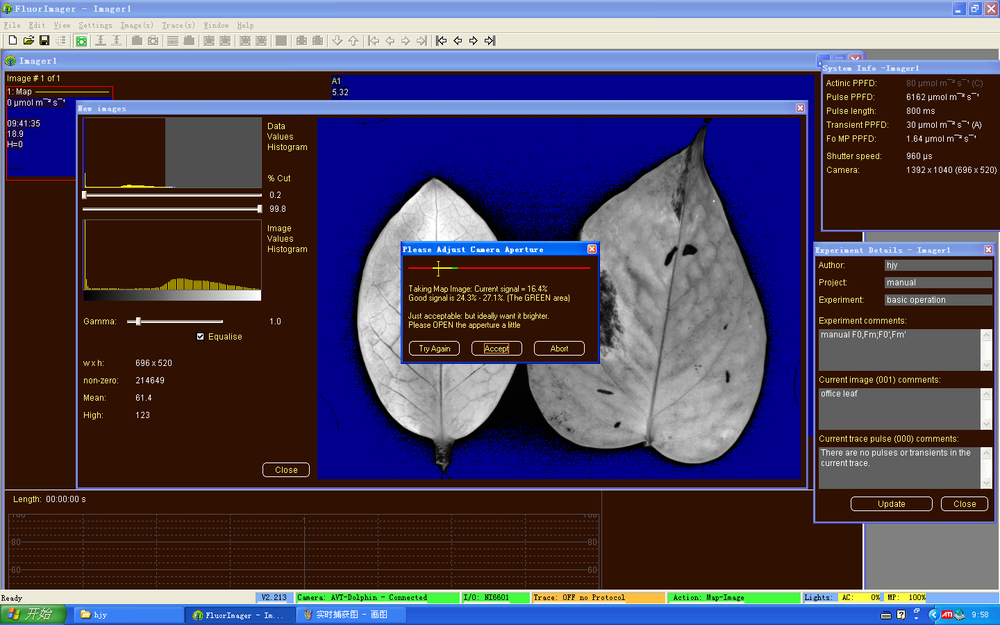 FluorImager - Imager1
File Edit View Settings Image(s) Trace(s) Window Help
Imager1
Image # 1 of 1
1: Map
0 µmol m⁻² s⁻¹
09:41:35
18.9
H=0
A1
5.32
New images
Data
Values
Histogram
% Cut
0.2
99.8
Image
Values
Histogram
Gamma: 1.0
Equalise
w x h: 696 x 520
non-zero: 214649
Mean: 61.4
High: 123
Close
Please Adjust Camera Aperture
Taking Map Image: Current signal = 16.4%
Good signal is 24.3% - 27.1%. (The GREEN area)
Just acceptable: but ideally want it brighter.
Please OPEN the apperture a little
Try Again Accept Abort
System Info -Imager1
Actinic PPFD: 80 µmol m⁻² s⁻¹ (C)
Pulse PPFD: 6162 µmol m⁻² s⁻¹
Pulse length: 800 ms
Transient PPFD: 30 µmol m⁻² s⁻¹ (A)
Fo MP PPFD: 1.64 µmol m⁻² s⁻¹
Shutter speed: 960 µs
Camera: 1392 x 1040 (696 x 520)
Experiment Details - Imager1
Author: hjy
Project: manual
Experiment: basic operation
Experiment comments:
manual F0,Fm;F0',Fm'
Current image (001) comments:
office leaf
Current trace pulse (000) comments:
There are no pulses or transients in the
current trace.
Update Close
Length: 00:00:00 s
100 1 100
80 80
60 60
Ready V2.213 Camera: AVT-Dolphin - Connected I/O: NI6601 Trace: OFF no Protocol Action: Map-Image Lights: AC: 0% MP: 100%
开始 hjy FluorImager - Im... 实时捕获图 - 画图 ATI 9:58